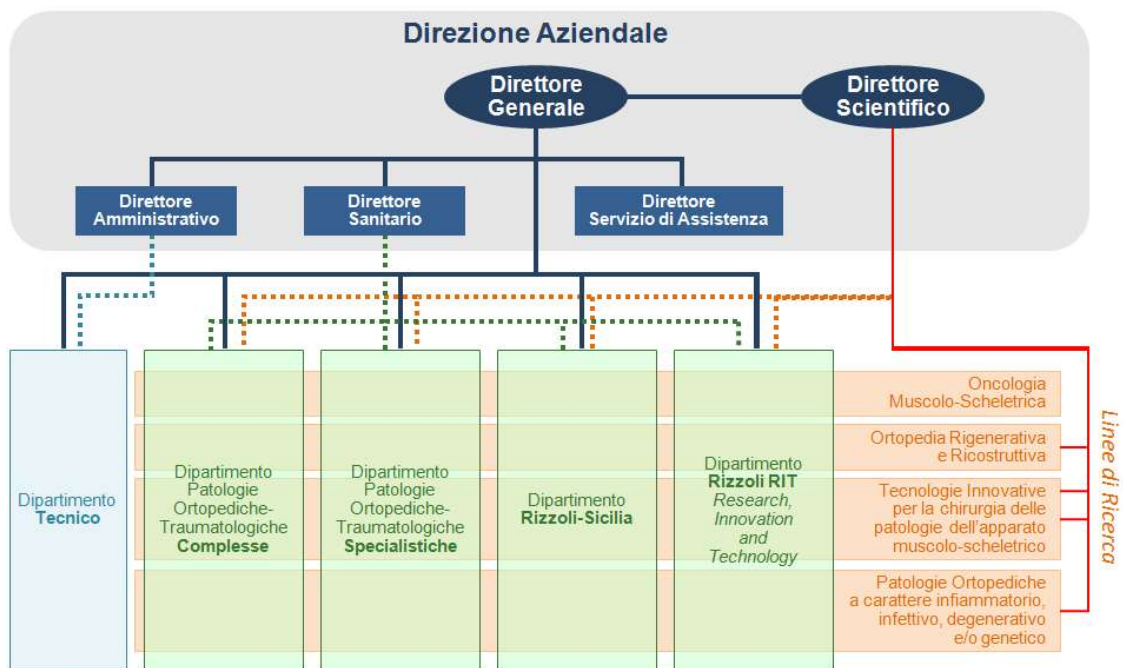 Direzione Aziendale
Direttore
Generale
Direttore
Scientifico
Direttore
Amministrativo
Direttore
Sanitario
Direttore
Servizio di Assistenza
Dipartimento
Tecnico
Dipartimento
Patologie
Ortopediche-
Traumatologiche
Complesse
Dipartimento
Patologie
Ortopediche-
Traumatologiche
Specialistiche
Dipartimento
Rizzoli-Sicilia
Dipartimento
Rizzoli RIT
Research,
Innovation
and
Technology
Oncologia
Muscolo-Scheletrica
Ortopedia Rigenerativa
e Ricostruttiva
Tecnologie Innovative
per la chirurgia delle
patologie dell'apparato
muscolo-scheletrico
Patologie Ortopediche
a carattere infiammatorio,
infettivo, degenerativo
e/o genetico
Linee di Ricerca